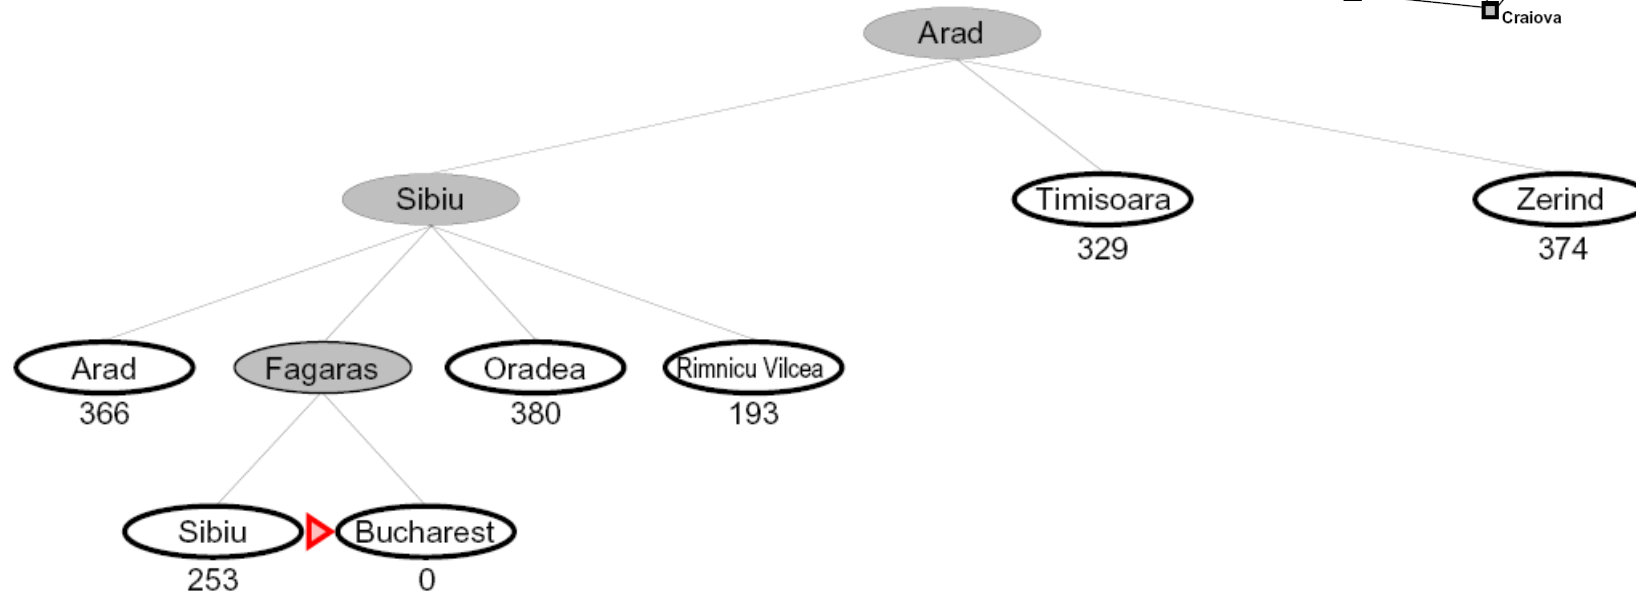 Craiova
Arad
Sibiu
Timisoara
Zerind
329
374
Arad
Fagaras
Oradea
Rimnicu Vilcea
366
380
193
Sibiu
Bucharest
253
0